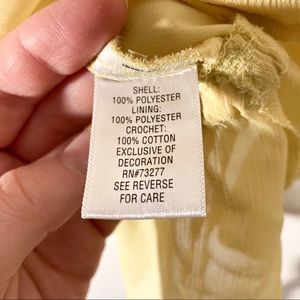 SHELL:
100% POLYESTER
LINING:
100% POLYESTER
CROCHET:
100% COTTON
EXCLUSIVE OF
DECORATION
RN#73277
SEE REVERSE
FOR CARE